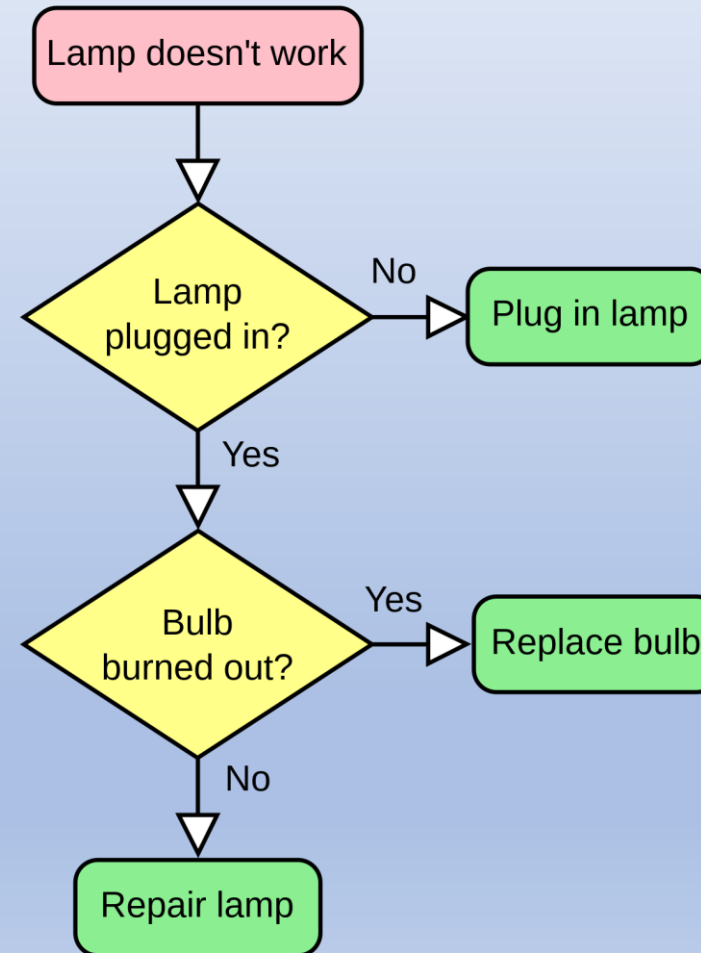 Lamp doesn't work
Lamp
plugged in?
No
Plug in lamp
Yes
Bulb
burned out?
Yes
Replace bulb
No
Repair lamp